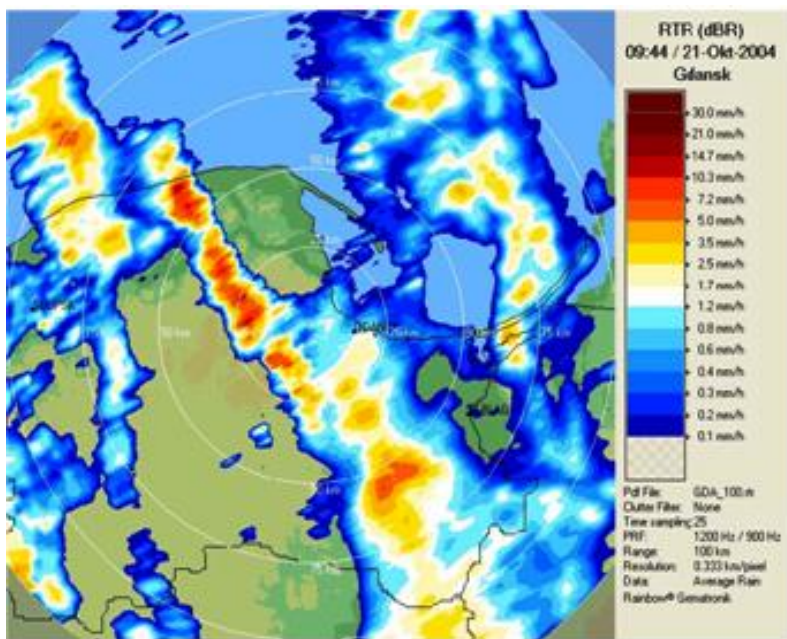 RTR (dBR)
09:44 / 21-Okt-2004
Gdansk
30.0 mm/h
21.0 mm/h
14.7 mm/h
10.3 mm/h
7.2 mm/h
5.0 mm/h
3.5 mm/h
2.5 mm/h
1.7 mm/h
1.2 mm/h
0.8 mm/h
0.6 mm/h
0.4 mm/h
0.3 mm/h
0.2 mm/h
0.1 mm/h
Pdf File: GDA_100.rn
Clutter Filter: None
Time sampling:25
PRF: 1200 Hz / 900 Hz
Range: 100 km
Resolution: 0.333 km/pixel
Data: Average Rain
Rainbow® Gematronik